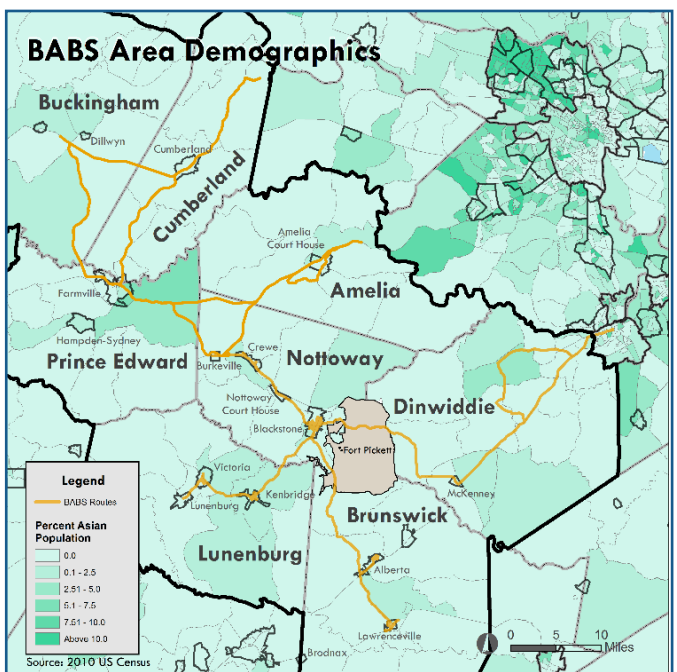 BABS Area Demographics
Buckingham
Dillwyn
Cumberland
Cumberland
Amelia
Court House
Farmville
Amelia
Hampden-Sydney
Prince Edward
Burkeville
Crewe
Nottoway
Nottoway
Court House
Dinwiddie
Blackstone
Fort Pickett
Victoria
Kenbridge
Lunenburg
McKenney
Brunswick
Lunenburg
Alberta
Lawrenceville
Brodnax
Legend
BABS Routes
Percent Asian
Population
0.0
0.1 - 2.5
2.51 - 5.0
5.1 - 7.5
7.51 - 10.0
Above 10.0
Source: 2010 US Census
0 5 10
Miles